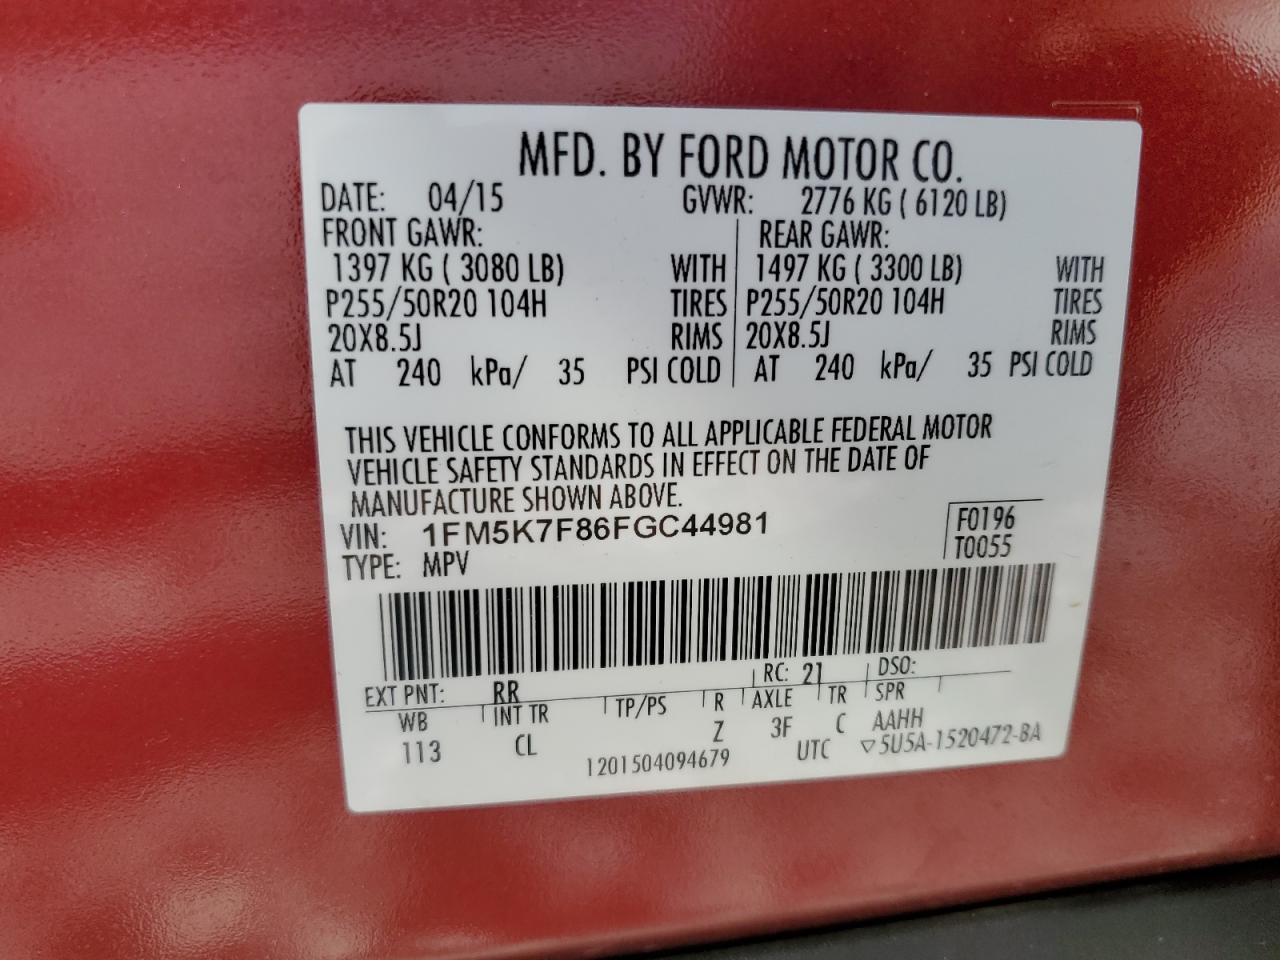 MFD. BY FORD MOTOR CO.
DATE: 04/15 GVWR: 2776 KG ( 6120 LB)
FRONT GAWR: REAR GAWR:
1397 KG ( 3080 LB) WITH 1497 KG ( 3300 LB) WITH
P255/50R20 104H TIRES P255/50R20 104H TIRES
20X8.5J RIMS 20X8.5J RIMS
AT 240 kPa/ 35 PSI COLD AT 240 kPa/ 35 PSI COLD
THIS VEHICLE CONFORMS TO ALL APPLICABLE FEDERAL MOTOR
VEHICLE SAFETY STANDARDS IN EFFECT ON THE DATE OF
MANUFACTURE SHOWN ABOVE.
VIN: 1FM5K7F86FGC44981 F0196
TYPE: MPV T0055
EXT PNT: RR RC: 21 DSO:
WB INT TR TP/PS R AXLE TR SPR
113 CL Z 3F C AAHH
1201504094679 UTC ▽5U5A-1520472-BA